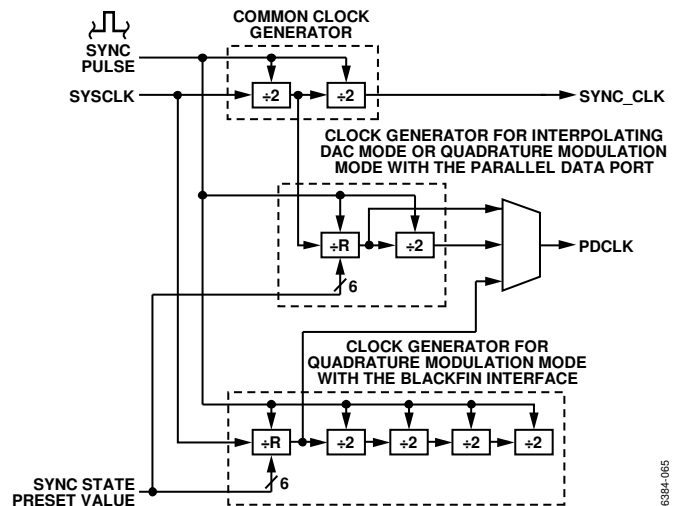 COMMON CLOCK
GENERATOR
SYNC
PULSE
SYSCLK
÷2
÷2
SYNC_CLK
CLOCK GENERATOR FOR INTERPOLATING
DAC MODE OR QUADRATURE MODULATION
MODE WITH THE PARALLEL DATA PORT
÷R
÷2
PDCLK
6
CLOCK GENERATOR FOR
QUADRATURE MODULATION MODE
WITH THE BLACKFIN INTERFACE
÷R
÷2
÷2
÷2
÷2
6
SYNC STATE
PRESET VALUE
6384-065